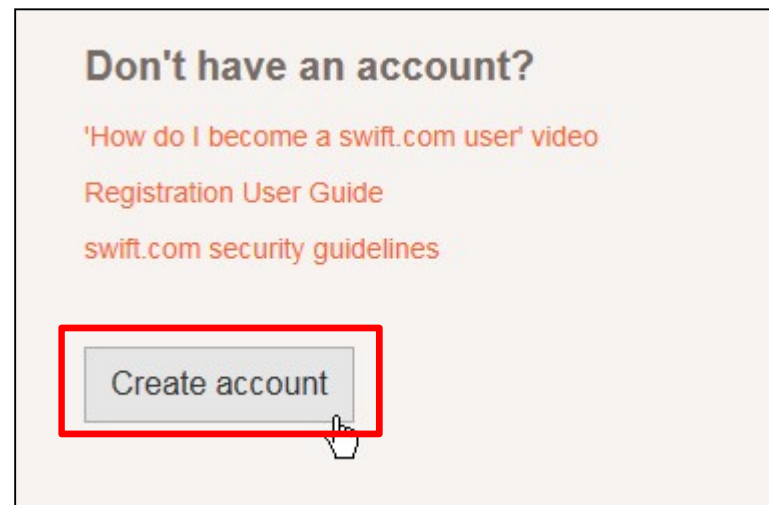 Don't have an account?
'How do I become a swift.com user' video
Registration User Guide
swift.com security guidelines
Create account